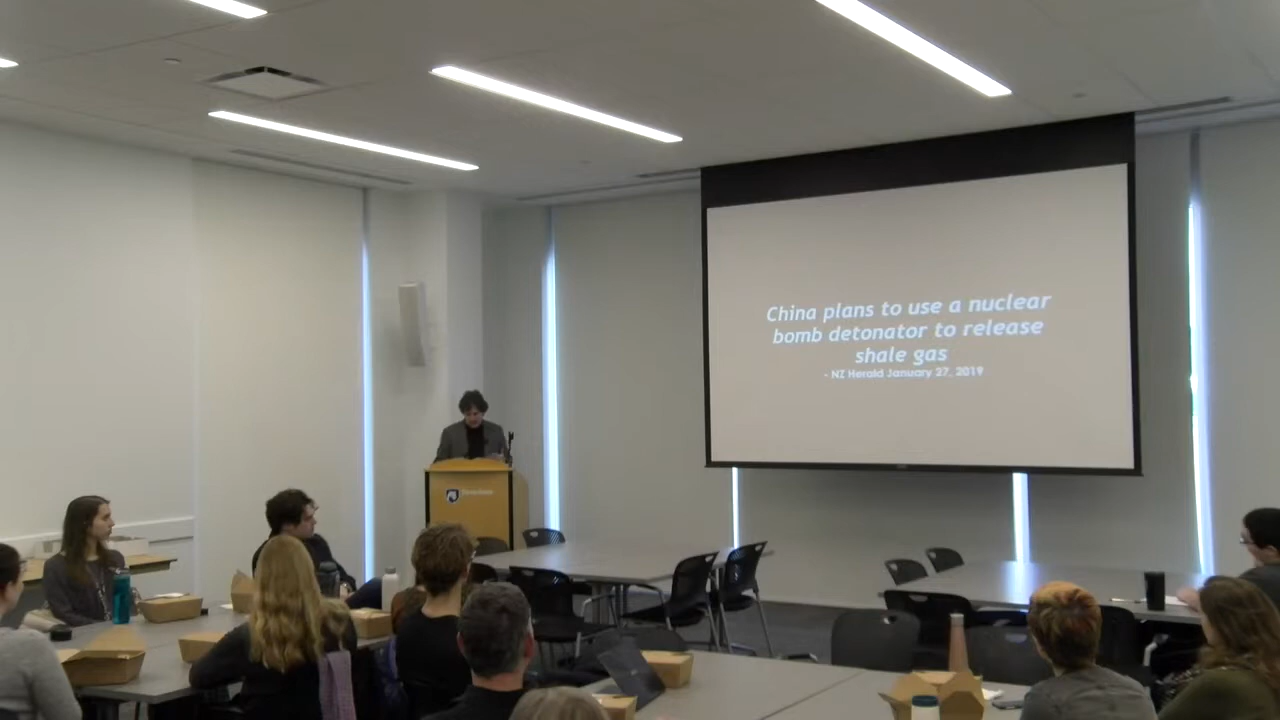 China plans to use a nuclear
bomb detonator to release
shale gas
- NZ Herald January 27, 2019